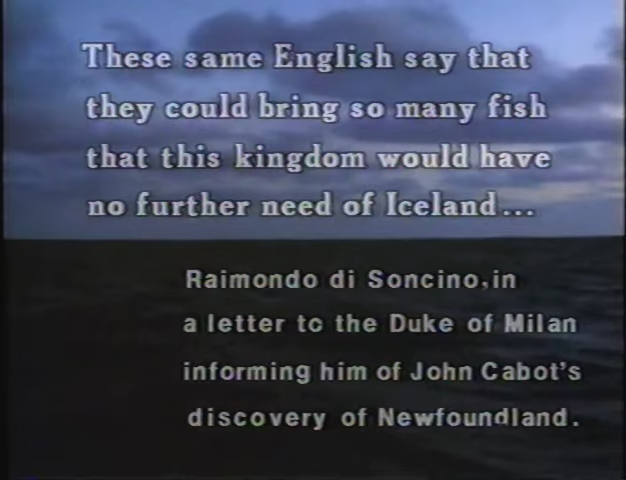 These same English say that
they could bring so many fish
that this kingdom would have
no further need of Iceland...
Raimondo di Soncino, in
a letter to the Duke of Milan
informing him of John Cabot's
discovery of Newfoundland.